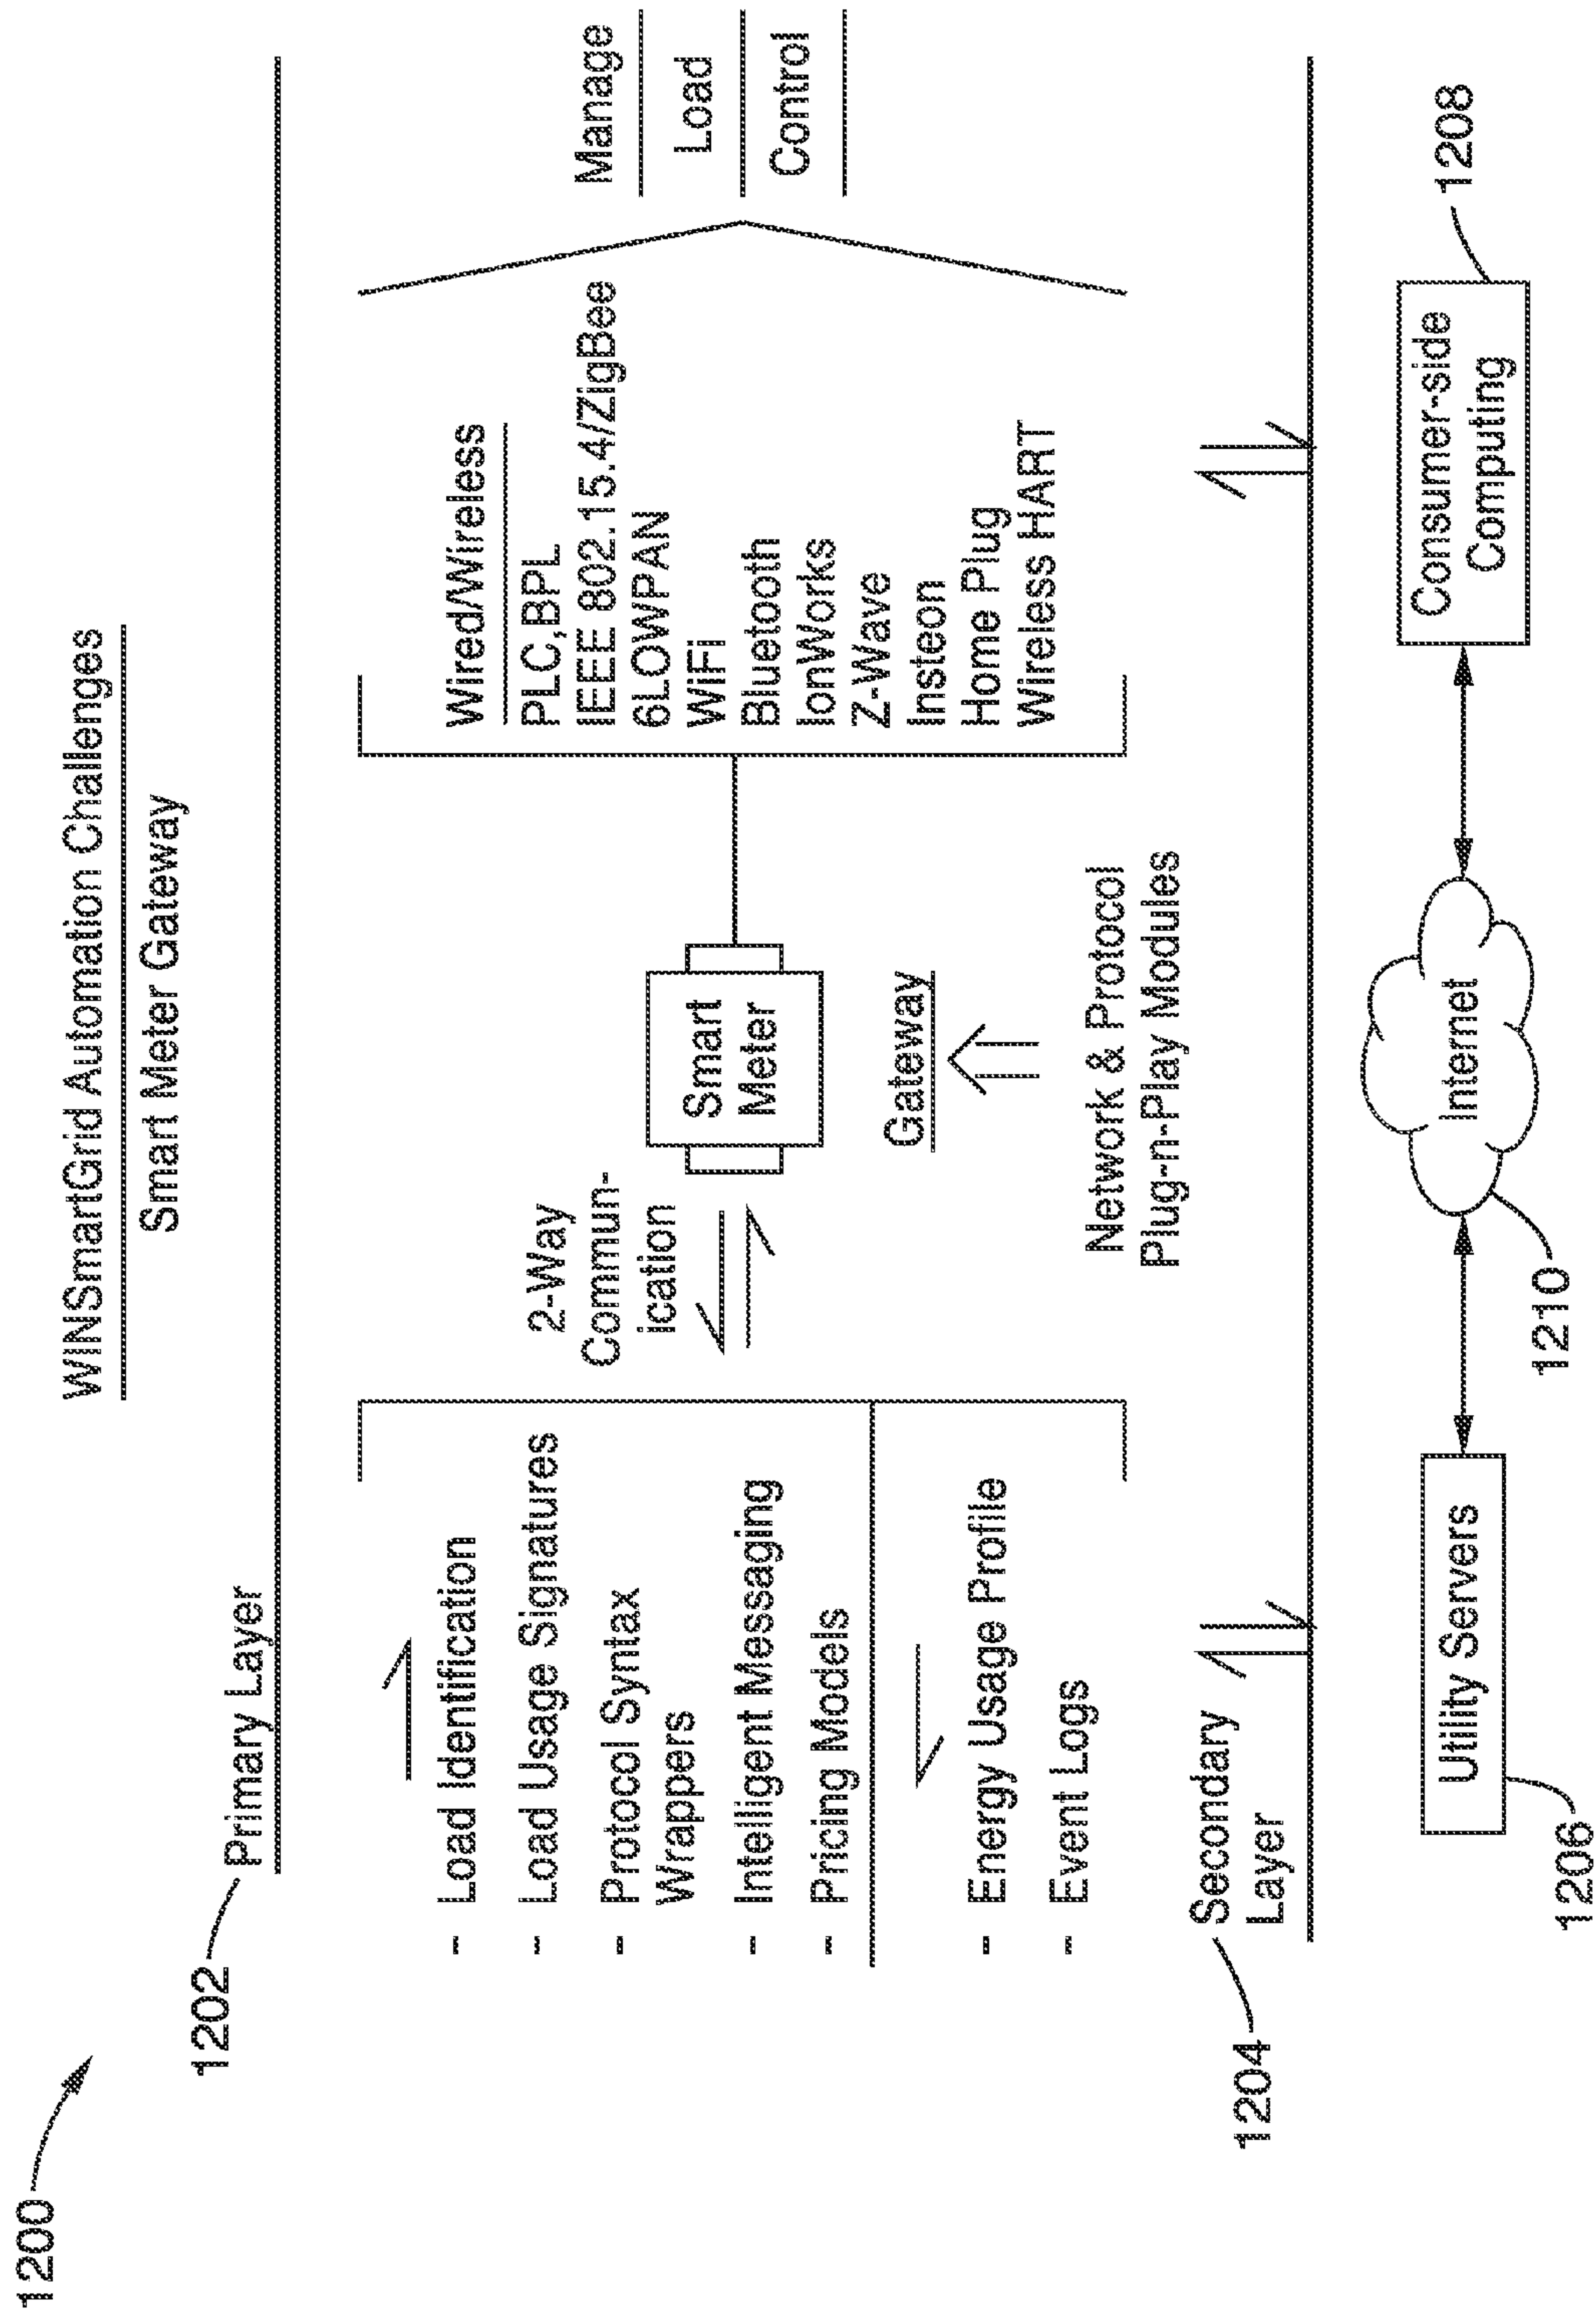 1200
WINSmartGrid Automation Challenges
Smart Meter Gateway
1202
Primary Layer
- Load Identification
- Load Usage Signatures
- Protocol Syntax
Wrappers
- Intelligent Messaging
- Pricing Models
- Energy Usage Profile
- Event Logs
2-Way
Commun-
ication
Smart
Meter
Gateway
Network & Protocol
Plug-n-Play Modules
Wired/Wireless
PLC,BPL
IEEE 802.15.4/ZigBee
6LOWPAN
WiFi
Bluetooth
IonWorks
Z-Wave
Insteon
Home Plug
Wireless HART
Manage
Load
Control
1204
Secondary
Layer
Utility Servers
1206
Internet
1210
Consumer-side
Computing
1208